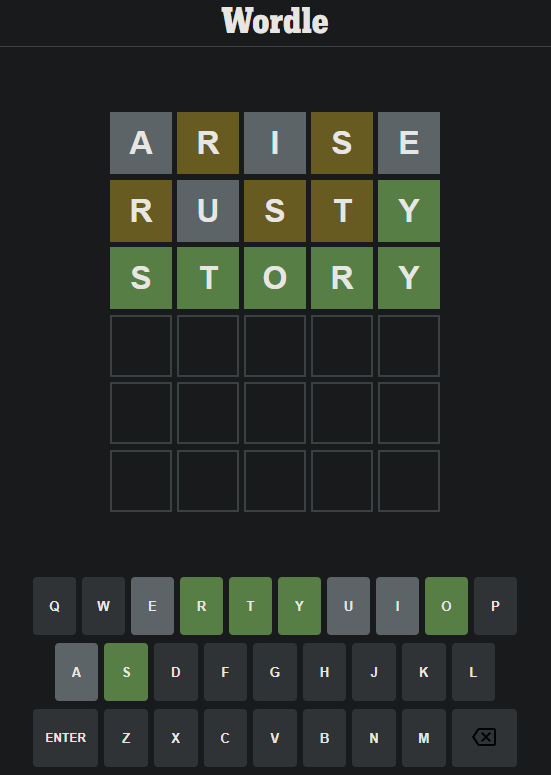 Wordle
A R I S E
R U S T Y
S T O R Y
Q W E R T Y U I O P
A S D F G H J K L
ENTER Z X C V B N M